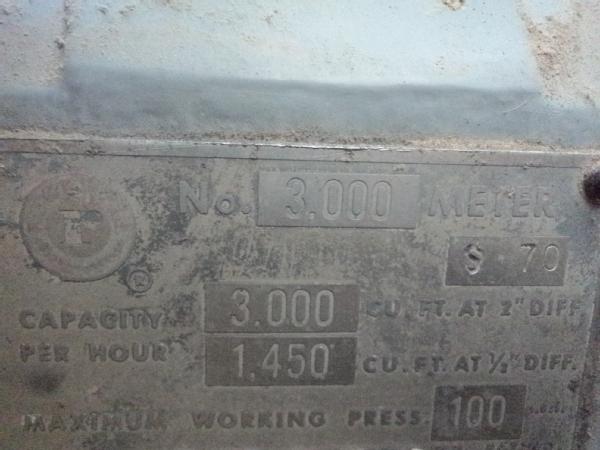 No. 3.000 METER
S 70
®
CAPACITY 3.000 CU. FT. AT 2" DIFF
PER HOUR 1.450 CU. FT. AT ½" DIFF.
MAXIMUM WORKING PRESS. 100